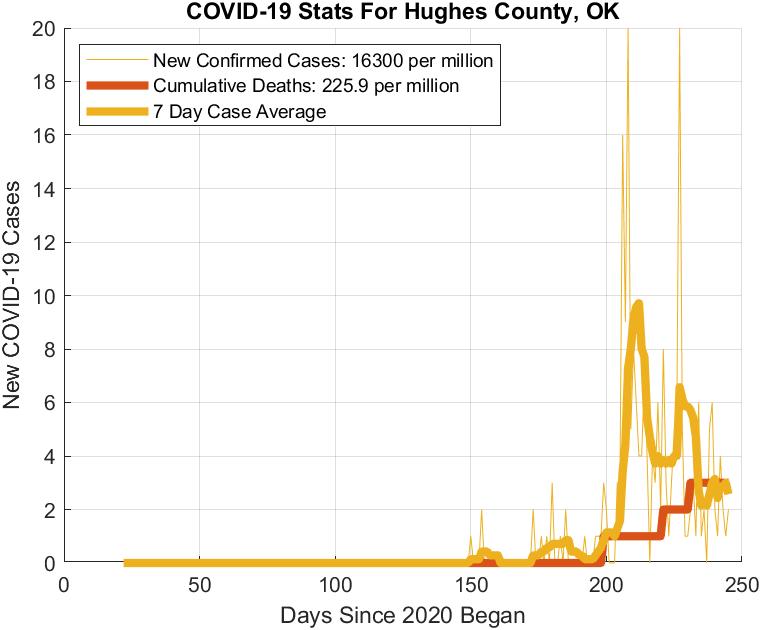 COVID-19 Stats For Hughes County, OK
New Confirmed Cases: 16300 per million
Cumulative Deaths: 225.9 per million
7 Day Case Average
New COVID-19 Cases
20
18
16
14
12
10
8
6
4
2
0
0 50 100 150 200 250
Days Since 2020 Began